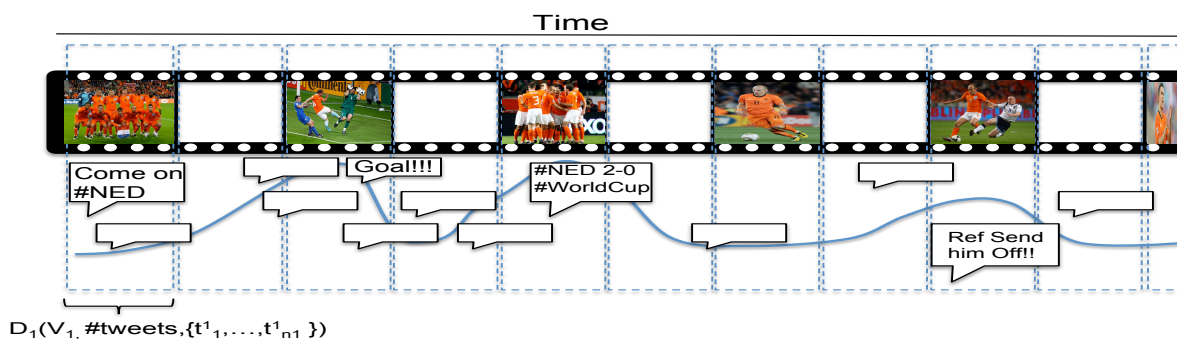 Time
Come on
#NED
Goal!!!
#NED 2-0
#WorldCup
Ref Send
him Off!!
D₁(V₁, #tweets,{t¹₁,...,t¹ₙ₁ })